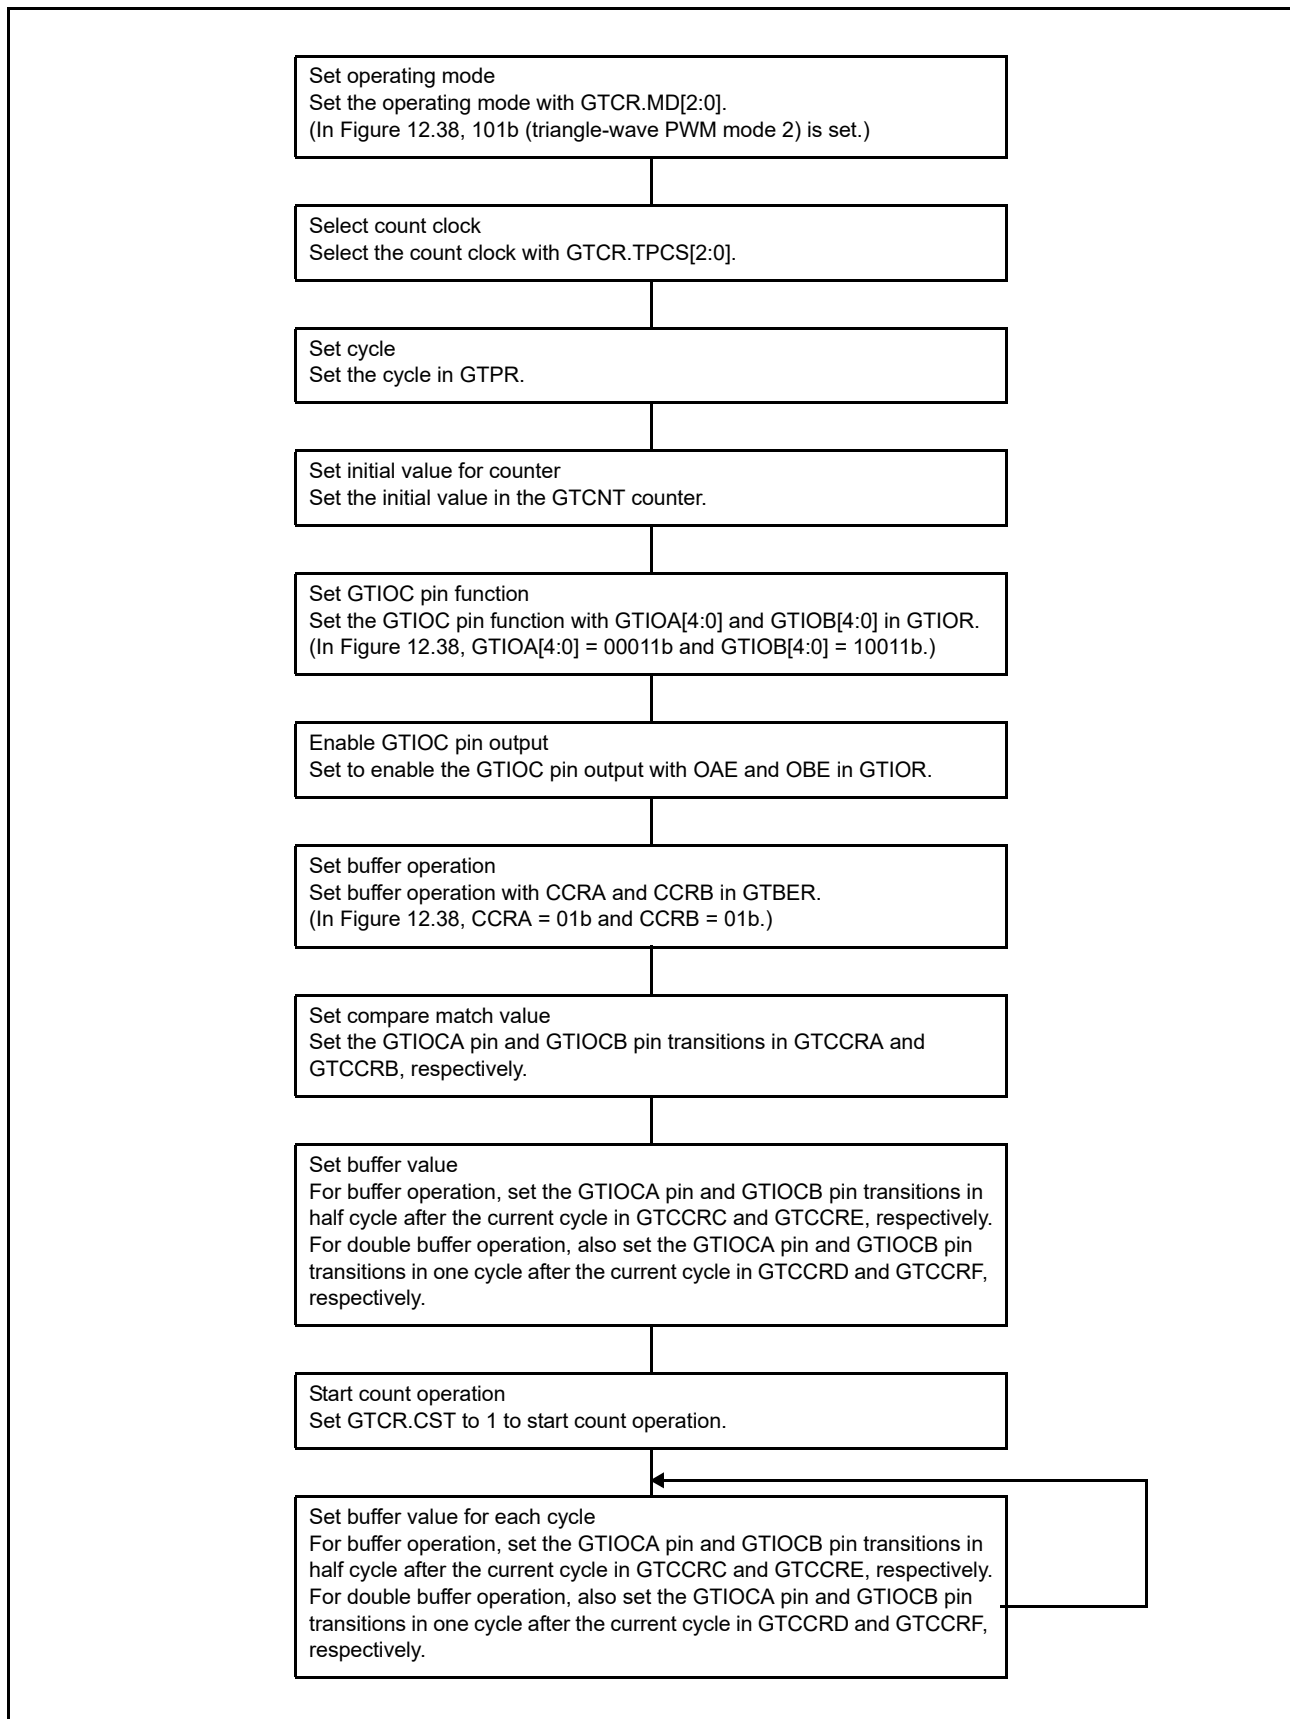 Set operating mode
Set the operating mode with GTCR.MD[2:0].
(In Figure 12.38, 101b (triangle-wave PWM mode 2) is set.)
Select count clock
Select the count clock with GTCR.TPCS[2:0].
Set cycle
Set the cycle in GTPR.
Set initial value for counter
Set the initial value in the GTCNT counter.
Set GTIOC pin function
Set the GTIOC pin function with GTIOA[4:0] and GTIOB[4:0] in GTIOR.
(In Figure 12.38, GTIOA[4:0] = 00011b and GTIOB[4:0] = 10011b.)
Enable GTIOC pin output
Set to enable the GTIOC pin output with OAE and OBE in GTIOR.
Set buffer operation
Set buffer operation with CCRA and CCRB in GTBER.
(In Figure 12.38, CCRA = 01b and CCRB = 01b.)
Set compare match value
Set the GTIOCA pin and GTIOCB pin transitions in GTCCRA and
GTCCRB, respectively.
Set buffer value
For buffer operation, set the GTIOCA pin and GTIOCB pin transitions in
half cycle after the current cycle in GTCCRC and GTCCRE, respectively.
For double buffer operation, also set the GTIOCA pin and GTIOCB pin
transitions in one cycle after the current cycle in GTCCRD and GTCCRF,
respectively.
Start count operation
Set GTCR.CST to 1 to start count operation.
Set buffer value for each cycle
For buffer operation, set the GTIOCA pin and GTIOCB pin transitions in
half cycle after the current cycle in GTCCRC and GTCCRE, respectively.
For double buffer operation, also set the GTIOCA pin and GTIOCB pin
transitions in one cycle after the current cycle in GTCCRD and GTCCRF,
respectively.